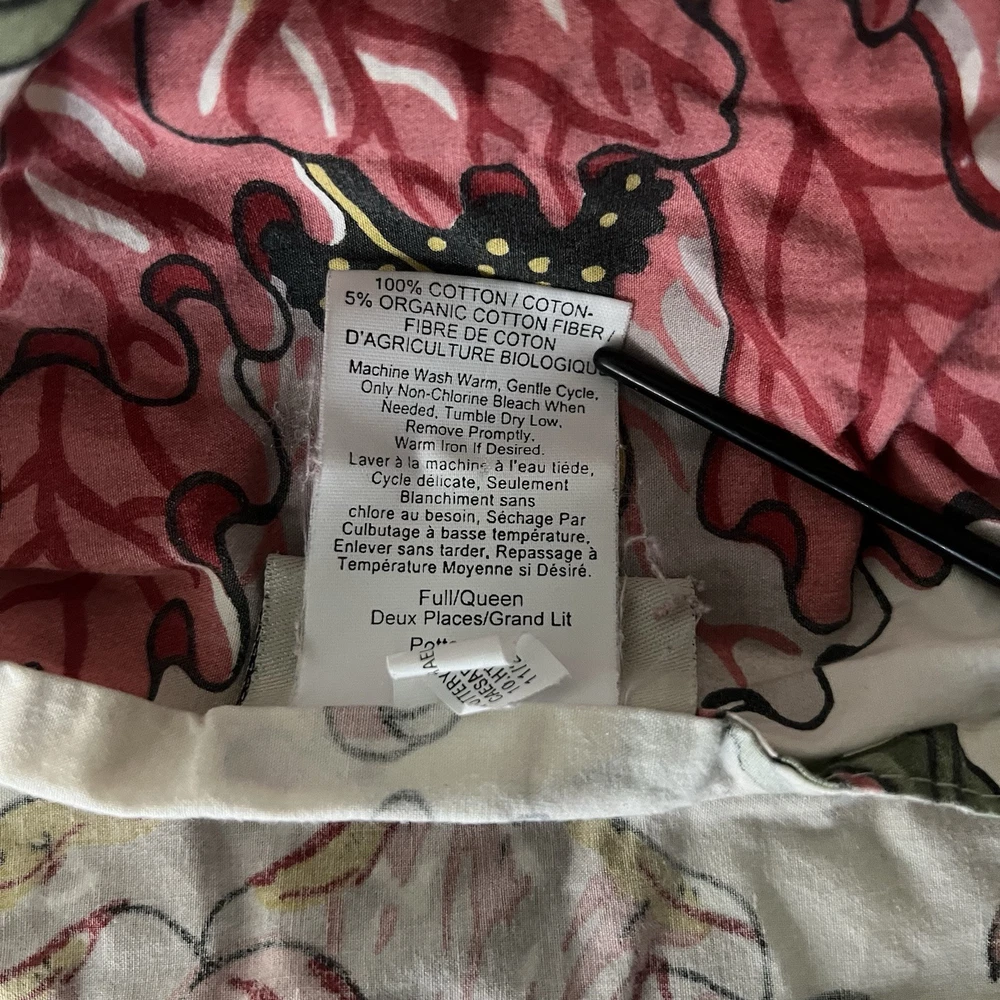 100% COTTON / COTON-
5% ORGANIC COTTON FIBER /
FIBRE DE COTON
D'AGRICULTURE BIOLOGIQUE
Machine Wash Warm, Gentle Cycle,
Only Non-Chlorine Bleach When
Needed, Tumble Dry Low,
Remove Promptly,
Warm Iron If Desired.
Laver à la machine à l'eau tiède,
Cycle délicate, Seulement
Blanchiment sans
chlore au besoin, Séchage Par
Culbutage à basse température,
Enlever sans tarder, Repassage à
Température Moyenne si Désiré.
Full/Queen
Deux Places/Grand Lit